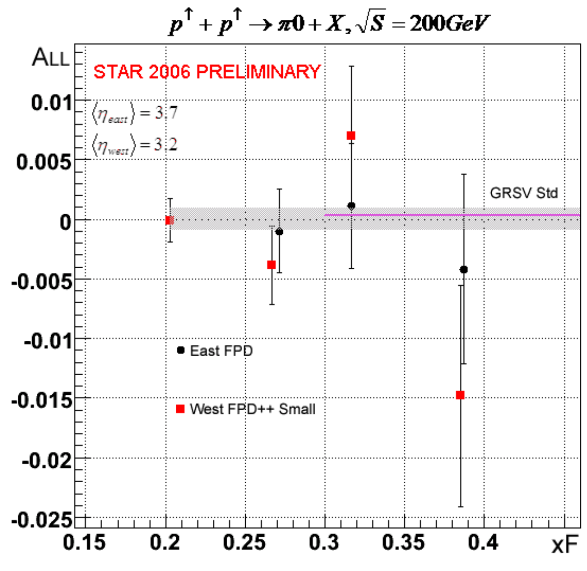 p↑ + p↑ → π0 + X, √S = 200GeV
ALL
STAR 2006 PRELIMINARY
⟨η_east⟩ = 3.7
⟨η_west⟩ = 3.2
GRSV Std
East FPD
West FPD++ Small
0.01
0.005
0
-0.005
-0.01
-0.015
-0.02
-0.025
0.15 0.2 0.25 0.3 0.35 0.4
xF